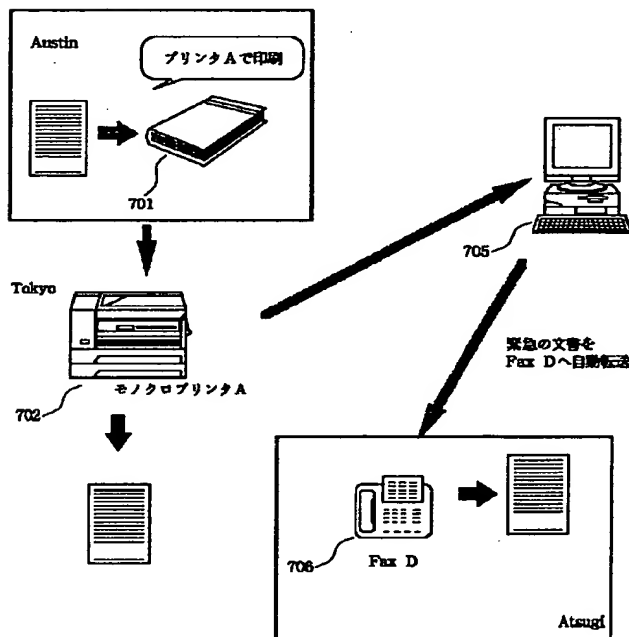 Austin
プリンタAで印刷
701
705
Tokyo
緊急の文書を
Fax Dへ自動転送
モノクロプリンタA
702
706
Fax D
Atsugi